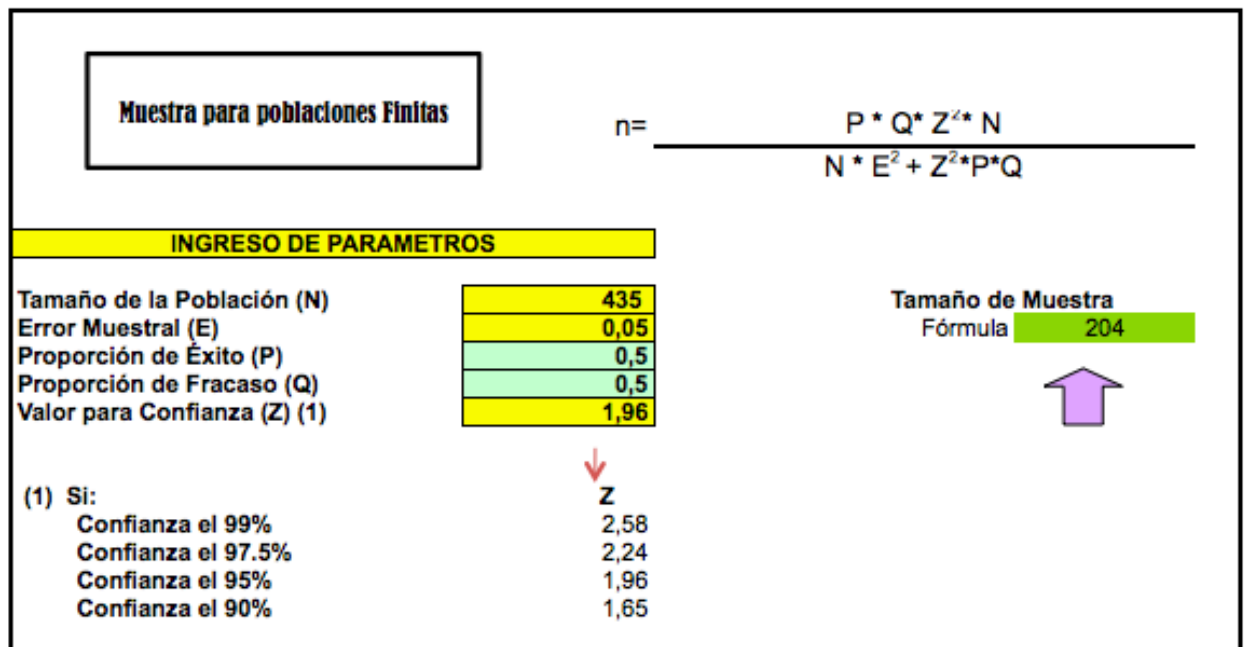 Muestra para poblaciones Finitas
n=
P * Q* Z²* N
N * E² + Z²*P*Q
INGRESO DE PARAMETROS
Tamaño de la Población (N) 435
Error Muestral (E) 0,05
Proporción de Éxito (P) 0,5
Proporción de Fracaso (Q) 0,5
Valor para Confianza (Z) (1) 1,96
Tamaño de Muestra
Fórmula 204
(1) Si: Z
Confianza el 99% 2,58
Confianza el 97.5% 2,24
Confianza el 95% 1,96
Confianza el 90% 1,65